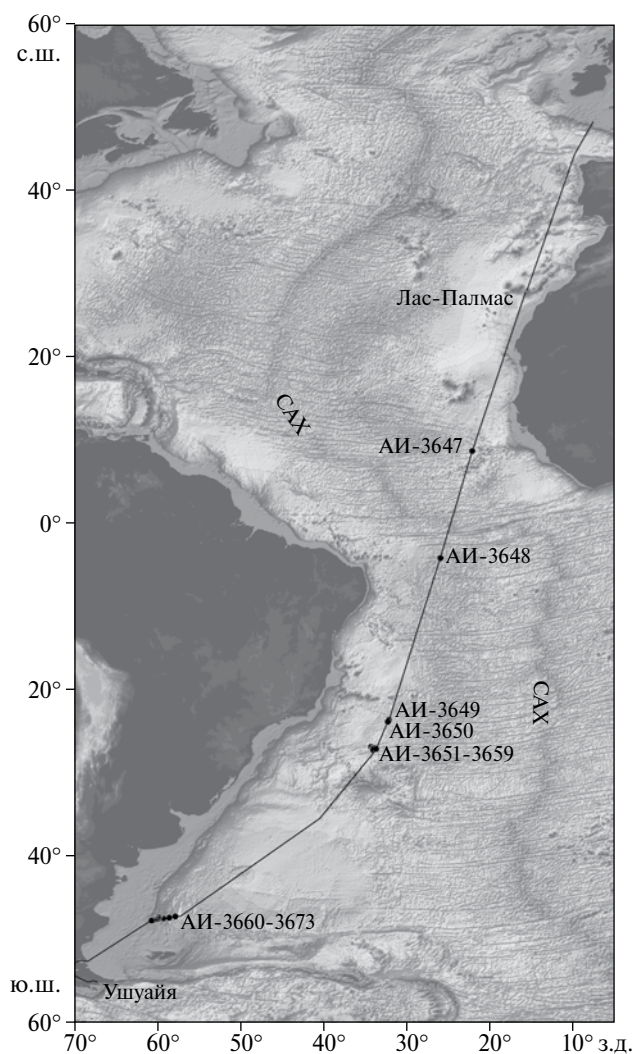 60°
с.ш.
40°
Лас-Палмас
20°
САХ
АИ-3647
0°
АИ-3648
20°
САХ
АИ-3649
АИ-3650
АИ-3651-3659
40°
АИ-3660-3673
ю.ш.
Ушуайя
60°
70° 60° 50° 40° 30° 20° 10° з.д.